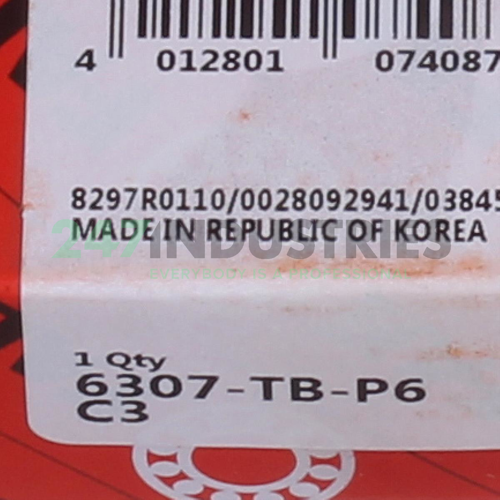 4 012801 074087
8297R0110/0028092941/03845
MADE IN REPUBLIC OF KOREA
247INDUSTRIES
1 Qty
6307-TB-P6
C3